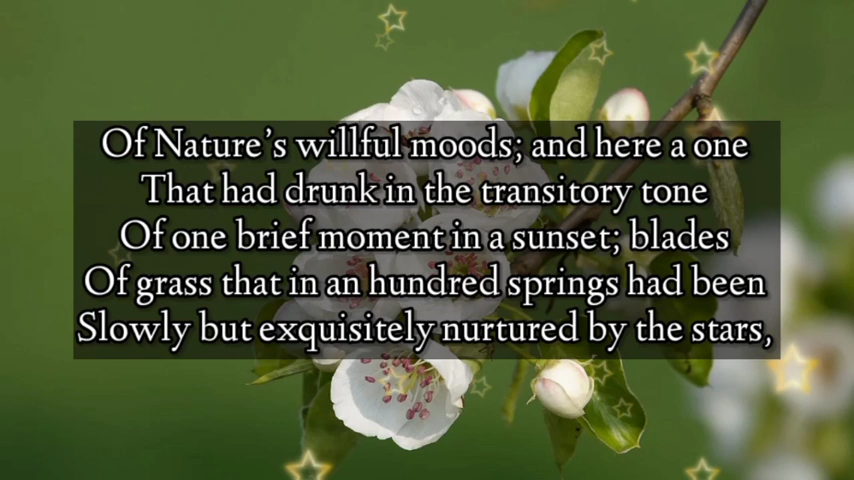 Of Nature's willful moods; and here a one
That had drunk in the transitory tone
Of one brief moment in a sunset; blades
Of grass that in an hundred springs had been
Slowly but exquisitely nurtured by the stars,